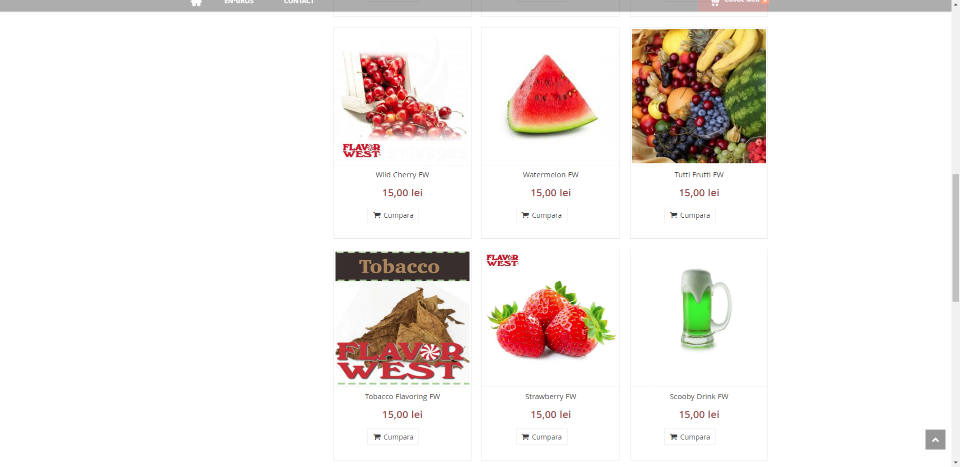 EN-GROS CONTACT
FLAVOR
WEST
Wild Cherry FW
15,00 lei
Cumpara
Watermelon FW
15,00 lei
Cumpara
Tutti Frutti FW
15,00 lei
Cumpara
Tobacco
FLAVOR
WEST
Tobacco Flavoring FW
15,00 lei
Cumpara
FLAVOR
WEST
Strawberry FW
15,00 lei
Cumpara
Scooby Drink FW
15,00 lei
Cumpara